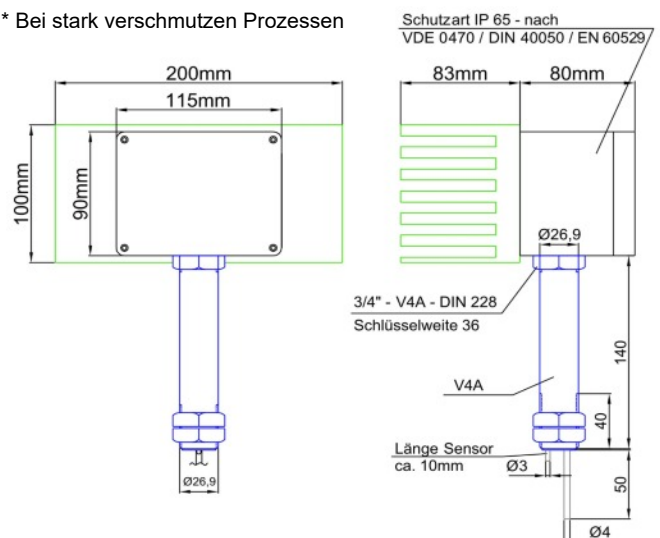 * Bei stark verschmutzen Prozessen
Schutzart IP 65 - nach
VDE 0470 / DIN 40050 / EN 60529
200mm
115mm
100mm
90mm
Ø26,9
83mm
80mm
Ø26,9
3/4" - V4A - DIN 228
Schlüsselweite 36
V4A
140
40
Länge Sensor
ca. 10mm
Ø3
50
Ø4